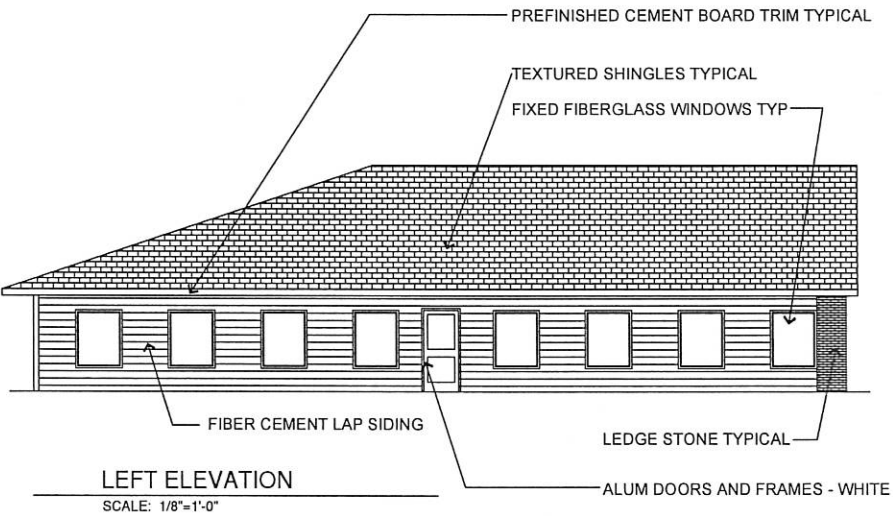 PREFINISHED CEMENT BOARD TRIM TYPICAL
TEXTURED SHINGLES TYPICAL
FIXED FIBERGLASS WINDOWS TYP
FIBER CEMENT LAP SIDING
LEDGE STONE TYPICAL
LEFT ELEVATION
ALUM DOORS AND FRAMES - WHITE
SCALE: 1/8"=1'-0"